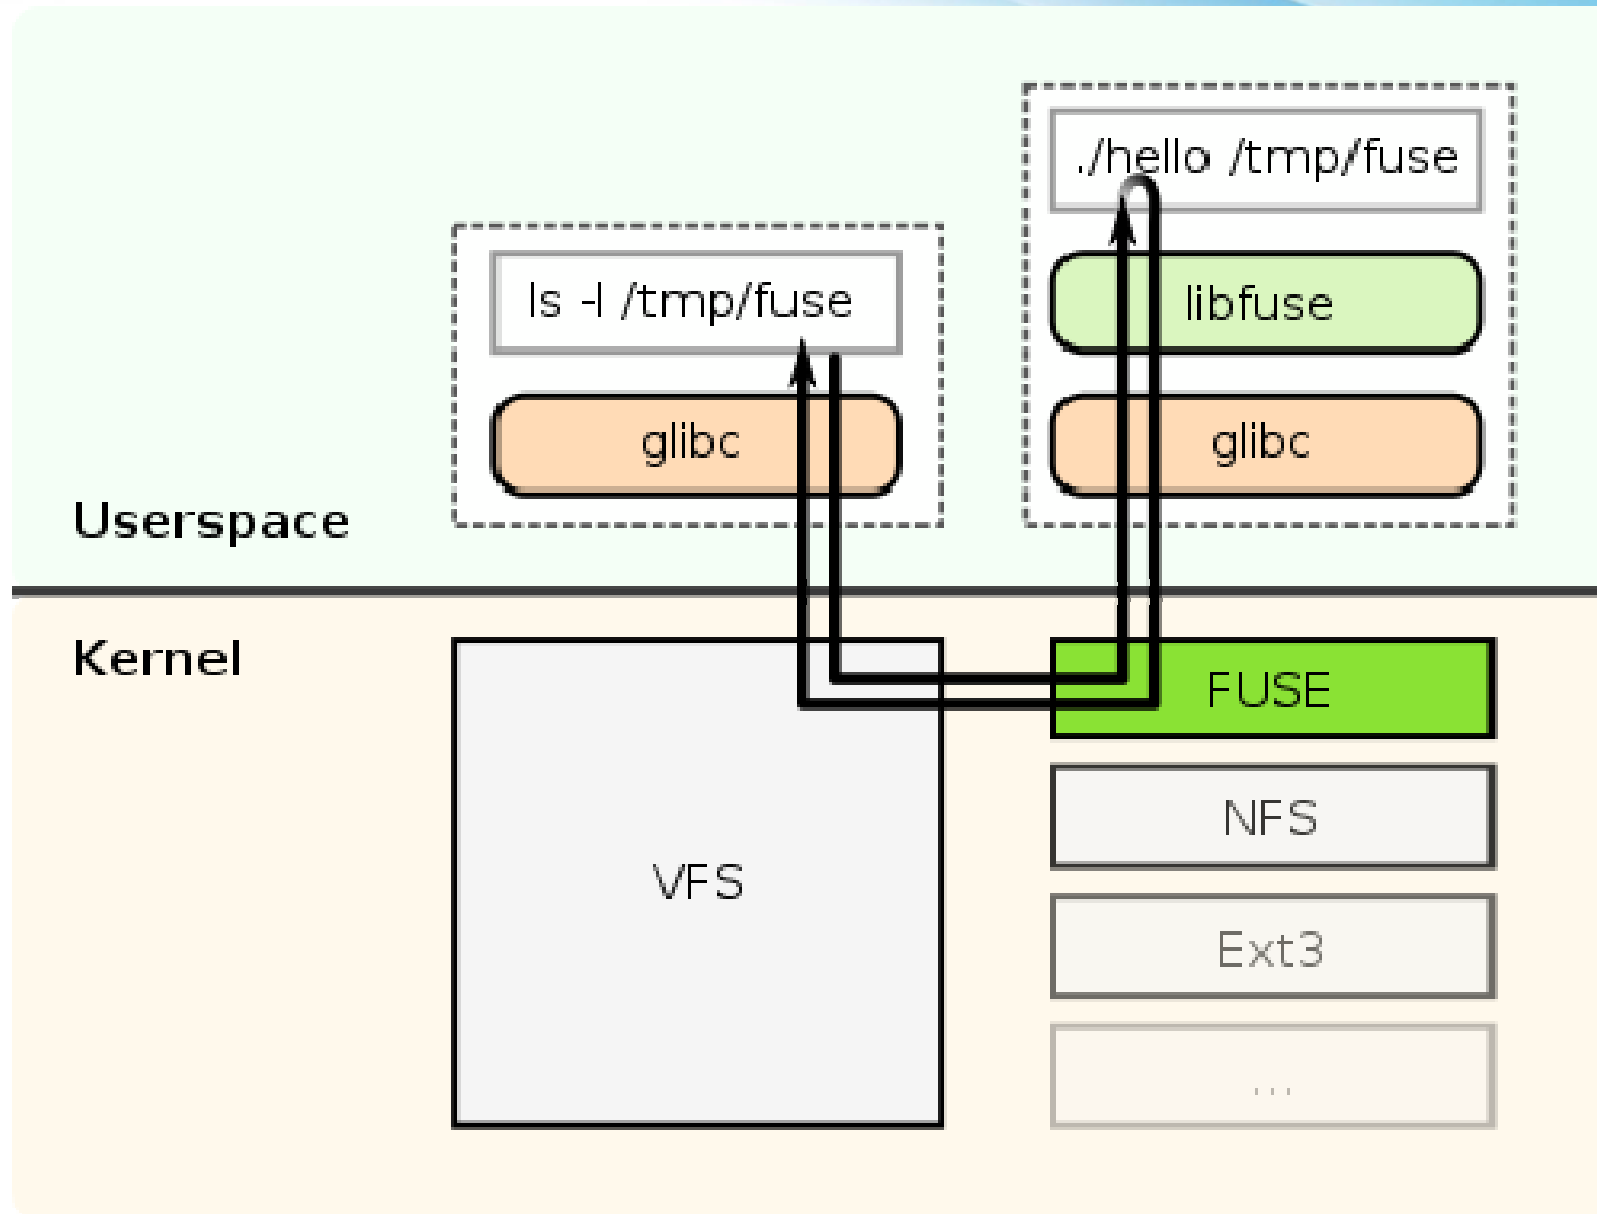 ./hello /tmp/fuse
ls -l /tmp/fuse
libfuse
glibc
glibc
Userspace
Kernel
FUSE
NFS
VFS
Ext3
...